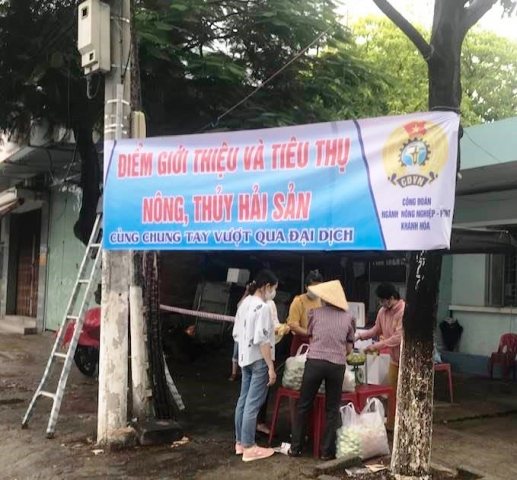 ĐIỂM GIỚI THIỆU VÀ TIÊU THỤ
NÔNG, THỦY HẢI SẢN
CÙNG CHUNG TAY VƯỢT QUA ĐẠI DỊCH
CĐVN
CÔNG ĐOÀN
NGÀNH NÔNG NGHIỆP - PTNT
KHÁNH HÒA